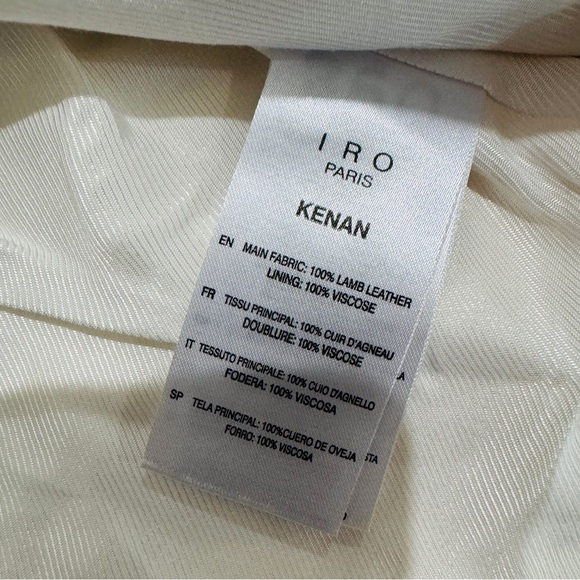 IRO
PARIS
KENAN
EN MAIN FABRIC: 100% LAMB LEATHER
LINING: 100% VISCOSE
FR TISSU PRINCIPAL: 100% CUIR D'AGNEAU
DOUBLURE: 100% VISCOSE
IT TESSUTO PRINCIPALE: 100% CUIO D'AGNELLO
FODERA: 100% VISCOSA
SP TELA PRINCIPAL: 100%CUERO DE OVEJA
FORRO: 100% VISCOSA